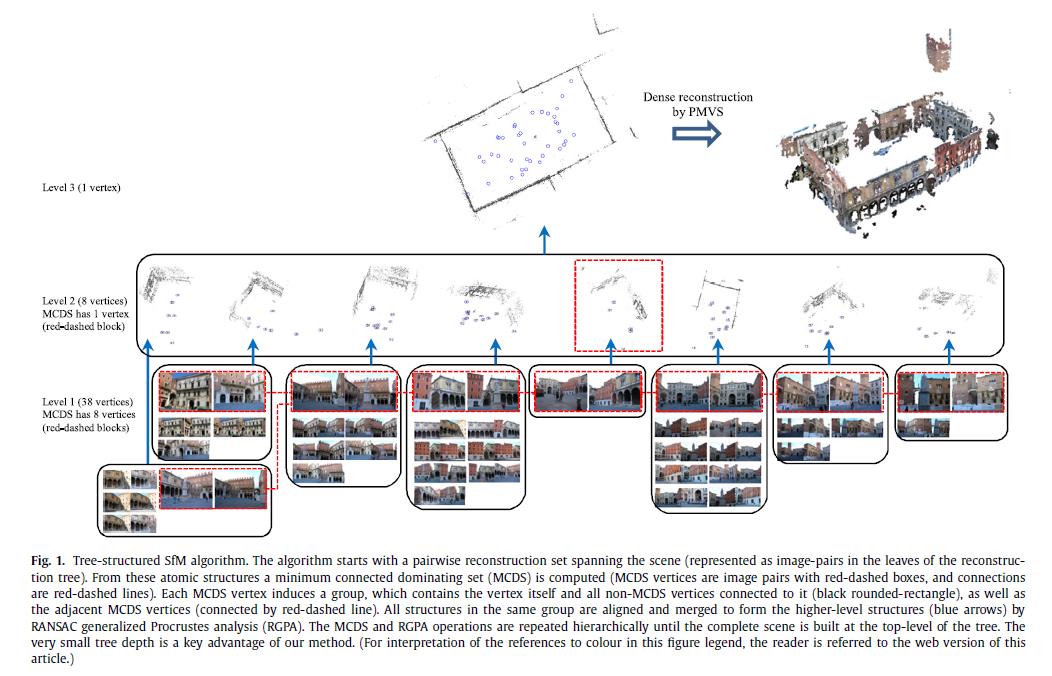 Dense reconstruction
by PMVS
Level 3 (1 vertex)
Level 2 (8 vertices)
MCDS has 1 vertex
(red-dashed block)
Level 1 (38 vertices)
MCDS has 8 vertices
(red-dashed blocks)
Fig. 1. Tree-structured SfM algorithm. The algorithm starts with a pairwise reconstruction set spanning the scene (represented as image-pairs in the leaves of the reconstruc-
tion tree). From these atomic structures a minimum connected dominating set (MCDS) is computed (MCDS vertices are image pairs with red-dashed boxes, and connections
are red-dashed lines). Each MCDS vertex induces a group, which contains the vertex itself and all non-MCDS vertices connected to it (black rounded-rectangle), as well as
the adjacent MCDS vertices (connected by red-dashed line). All structures in the same group are aligned and merged to form the higher-level structures (blue arrows) by
RANSAC generalized Procrustes analysis (RGPA). The MCDS and RGPA operations are repeated hierarchically until the complete scene is built at the top-level of the tree. The
very small tree depth is a key advantage of our method. (For interpretation of the references to colour in this figure legend, the reader is referred to the web version of this
article.)